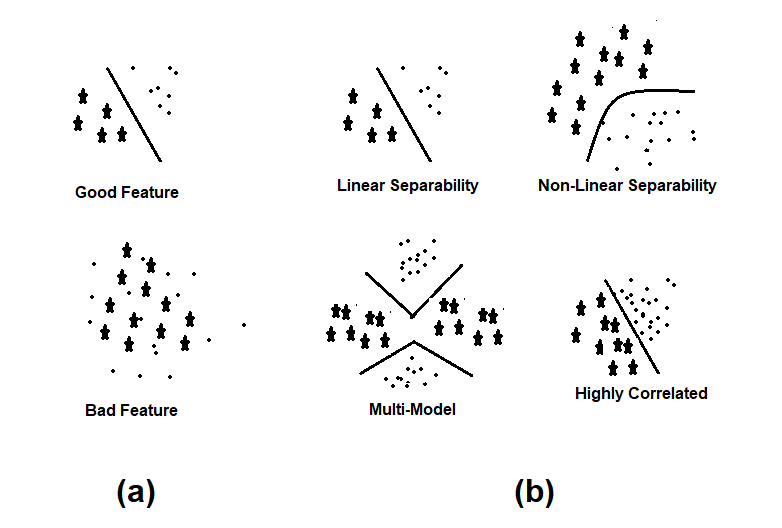 Good Feature
Linear Separability
Non-Linear Separability
Bad Feature
Multi-Model
Highly Correlated
(a)
(b)